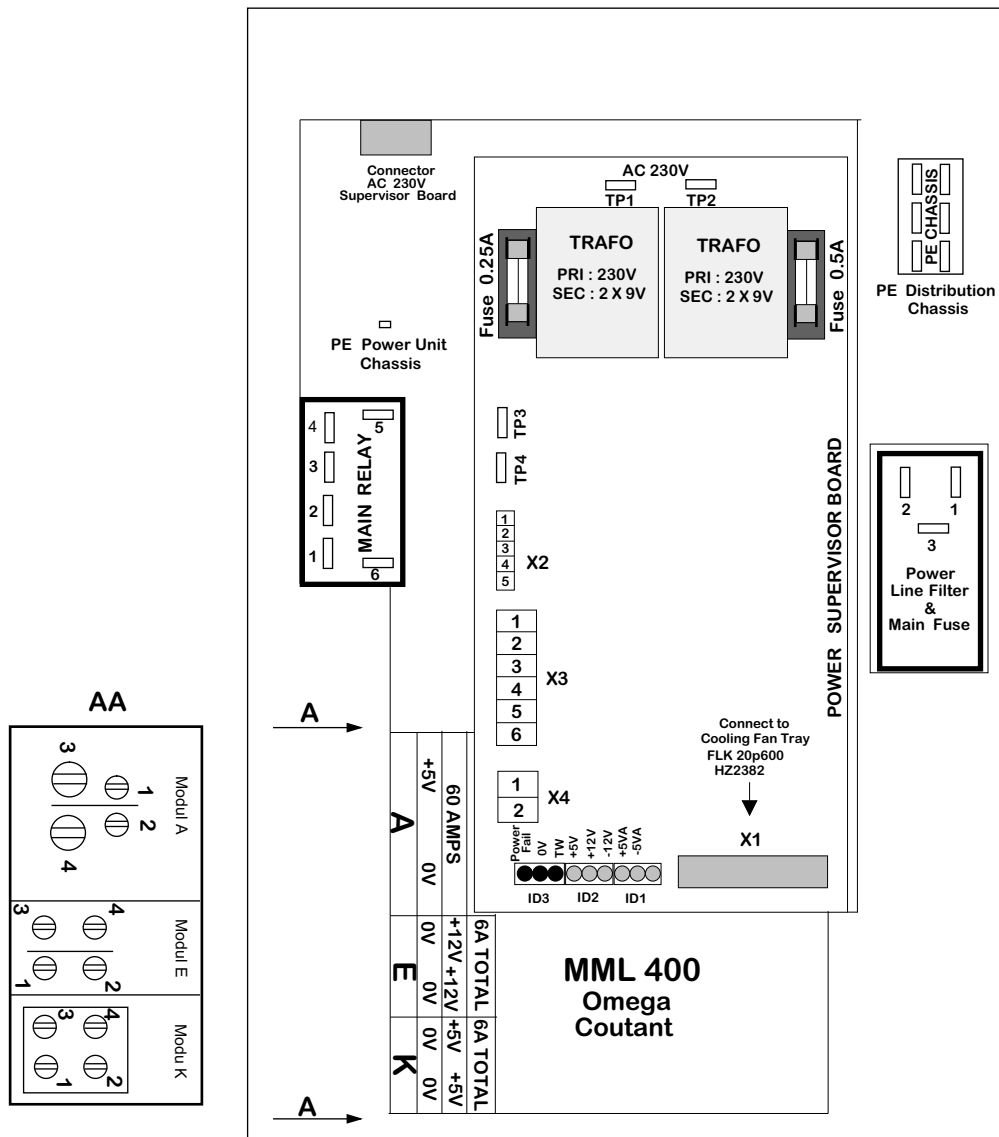 Connector
AC 230V
Supervisor Board
AC 230V
TP1
TP2
Fuse 0.25A
TRAFO
PRI : 230V
SEC : 2 X 9V
TRAFO
PRI : 230V
SEC : 2 X 9V
Fuse 0.5A
PE CHASSIS
PE Distribution
Chassis
PE Power Unit
Chassis
4
3
2
1
5
6
MAIN RELAY
TP3
TP4
1
2
3
4
5
X2
1
2
3
4
5
6
X3
1
2
X4
POWER SUPERVISOR BOARD
2
1
3
Power
Line Filter
&
Main Fuse
Connect to
Cooling Fan Tray
FLK 20p600
HZ2382
X1
Power
Fail
0V
TW
+5V
+12V
-12V
+5VA
-5VA
ID3
ID2
ID1
A
A
AA
3
1
2
4
Modul A
3
4
1
2
Modul E
3
4
1
2
Modu K
A
+5V
0V
60 AMPS
E
0V
0V
+12V
+12V
6A TOTAL
K
0V
0V
+5V
+5V
6A TOTAL
MML 400
Omega
Coutant